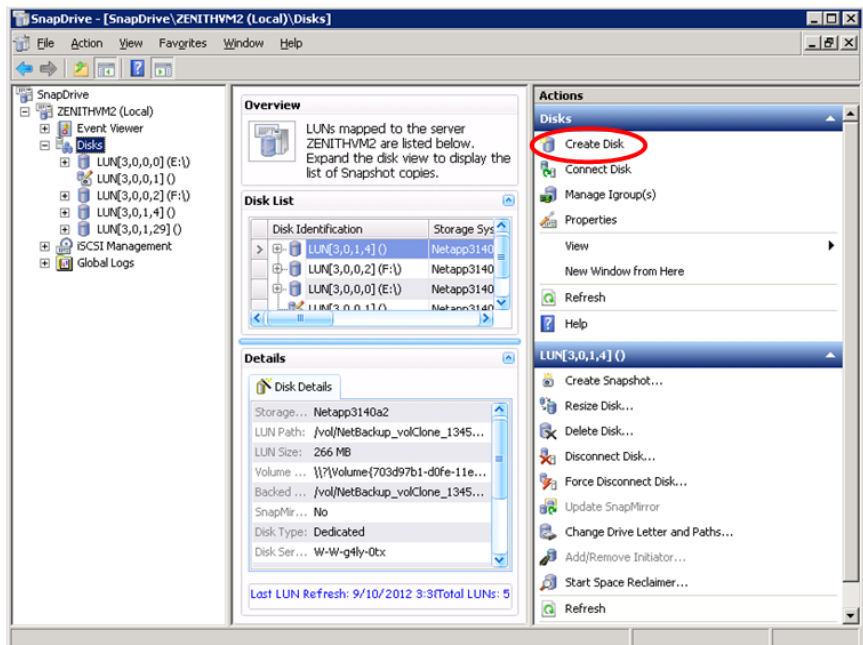 SnapDrive - [SnapDrive\ZENITHVM2 (Local)\Disks]
File Action View Favorites Window Help
SnapDrive
ZENITHVM2 (Local)
Event Viewer
Disks
LUN[3,0,0,0] (E:\)
LUN[3,0,0,1] ()
LUN[3,0,0,2] (F:\)
LUN[3,0,1,4] ()
LUN[3,0,1,29] ()
iSCSI Management
Global Logs
Overview
LUNs mapped to the server
ZENITHVM2 are listed below.
Expand the disk view to display the
list of Snapshot copies.
Disk List
Disk Identification Storage Sys
LUN[3,0,1,4] () Netapp3140
LUN[3,0,0,2] (F:\) Netapp3140
LUN[3,0,0,0] (E:\) Netapp3140
LUN[3,0,0,1] () Netapp3140
Details
Disk Details
Storage... Netapp3140a2
LUN Path: /vol/NetBackup_volClone_1345...
LUN Size: 266 MB
Volume ... \\?\Volume{703d97b1-d0fe-11e...
Backed ... /vol/NetBackup_volClone_1345...
SnapMir... No
Disk Type: Dedicated
Disk Ser... W-W-g4ly-0tx
Last LUN Refresh: 9/10/2012 3:3 Total LUNs: 5
Actions
Disks
Create Disk
Connect Disk
Manage Igroup(s)
Properties
View
New Window from Here
Refresh
Help
LUN[3,0,1,4] ()
Create Snapshot...
Resize Disk...
Delete Disk...
Disconnect Disk...
Force Disconnect Disk...
Update SnapMirror
Change Drive Letter and Paths...
Add/Remove Initiator...
Start Space Reclaimer...
Refresh